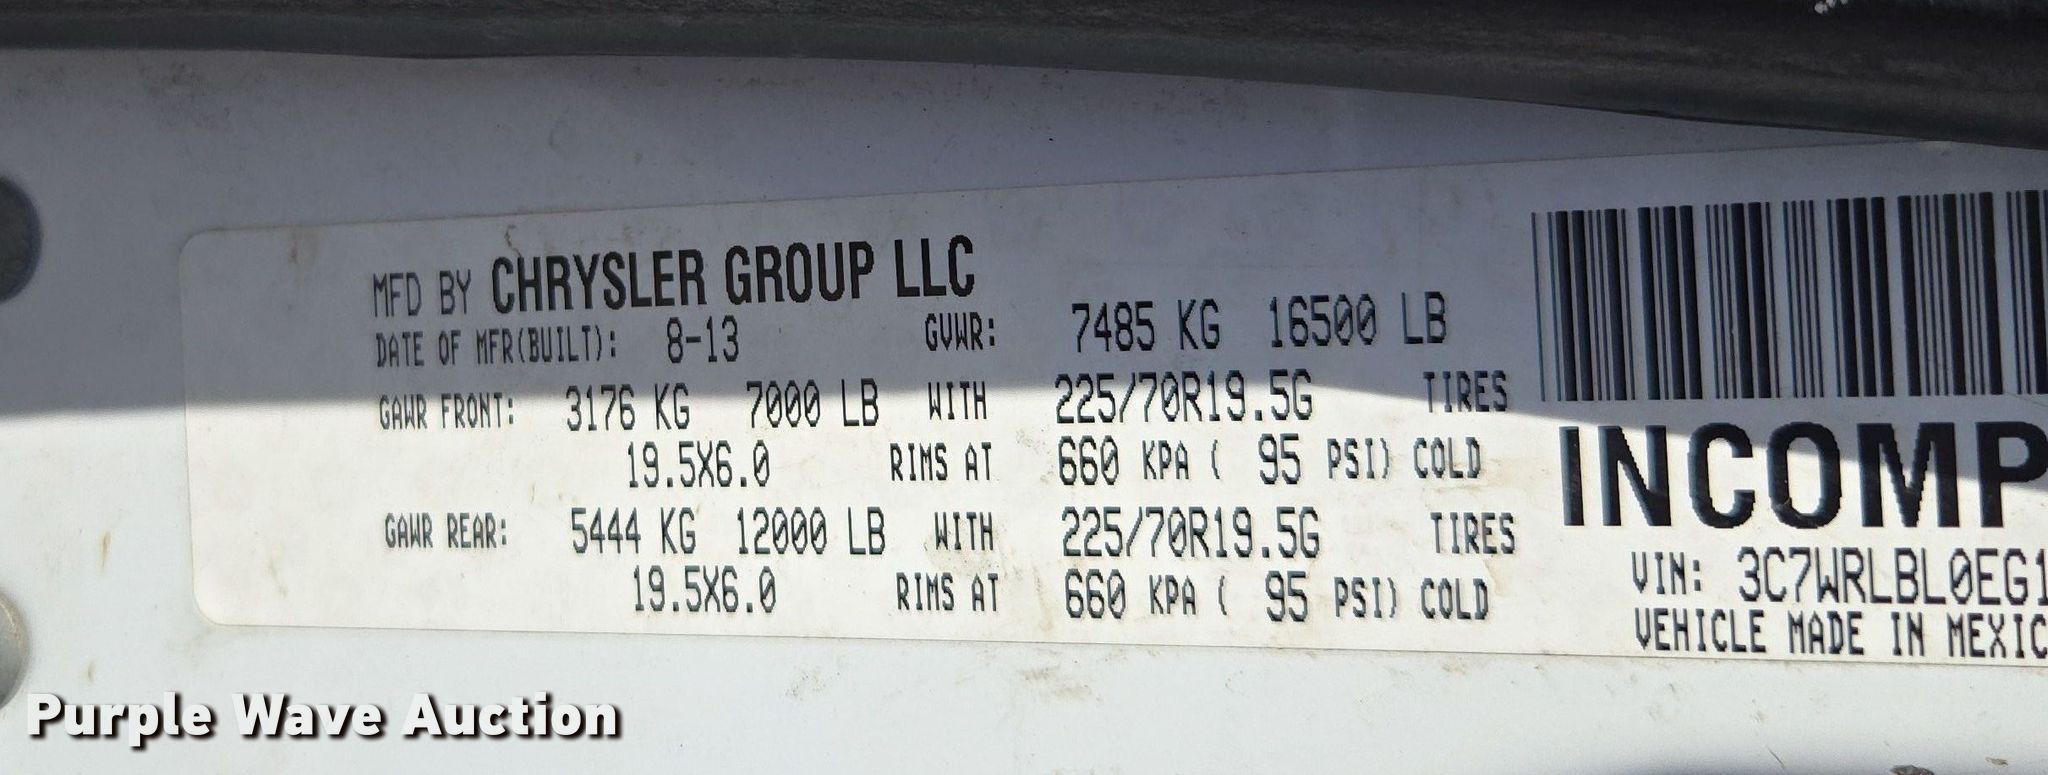 MFD BY CHRYSLER GROUP LLC
DATE OF MFR(BUILT): 8-13 GVWR: 7485 KG 16500 LB
GAWR FRONT: 3176 KG 7000 LB WITH 225/70R19.5G TIRES
19.5X6.0 RIMS AT 660 KPA ( 95 PSI) COLD
GAWR REAR: 5444 KG 12000 LB WITH 225/70R19.5G TIRES
19.5X6.0 RIMS AT 660 KPA ( 95 PSI) COLD
INCOMP
VIN: 3C7WRLBL0EG1
VEHICLE MADE IN MEXIC
Purple Wave Auction